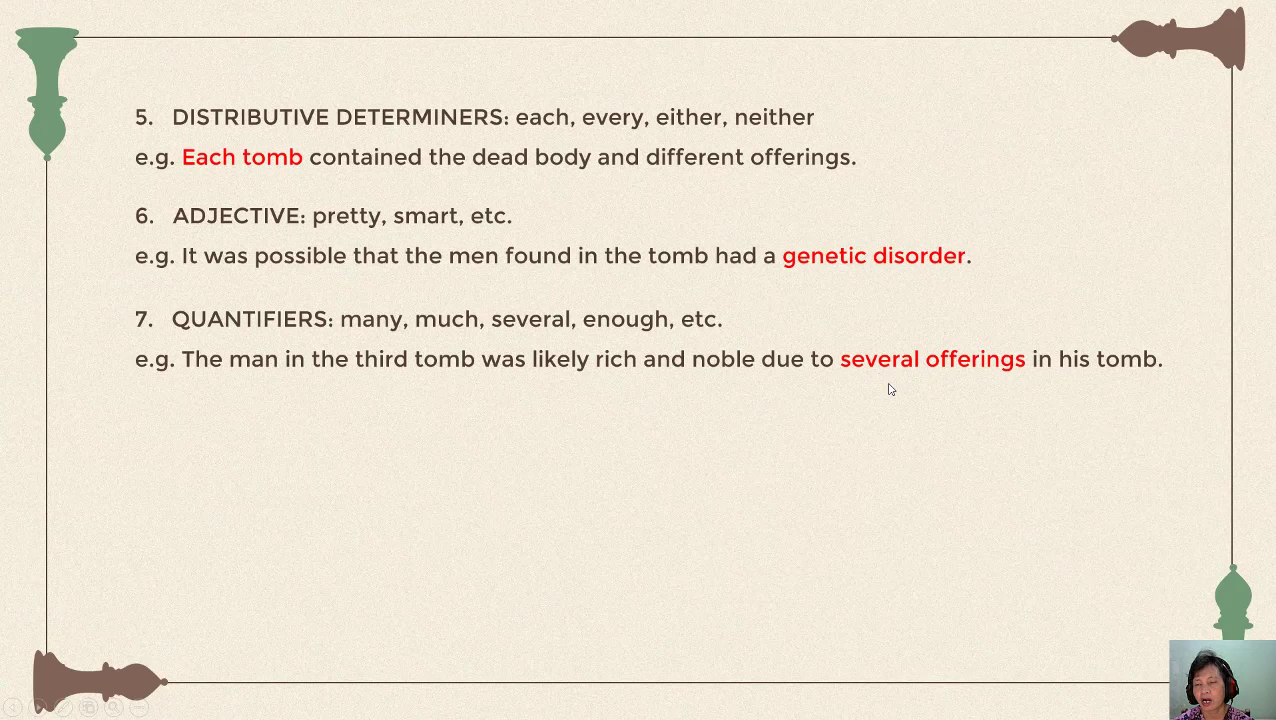 5. DISTRIBUTIVE DETERMINERS: each, every, either, neither
e.g. Each tomb contained the dead body and different offerings.
6. ADJECTIVE: pretty, smart, etc.
e.g. It was possible that the men found in the tomb had a genetic disorder.
7. QUANTIFIERS: many, much, several, enough, etc.
e.g. The man in the third tomb was likely rich and noble due to several offerings in his tomb.